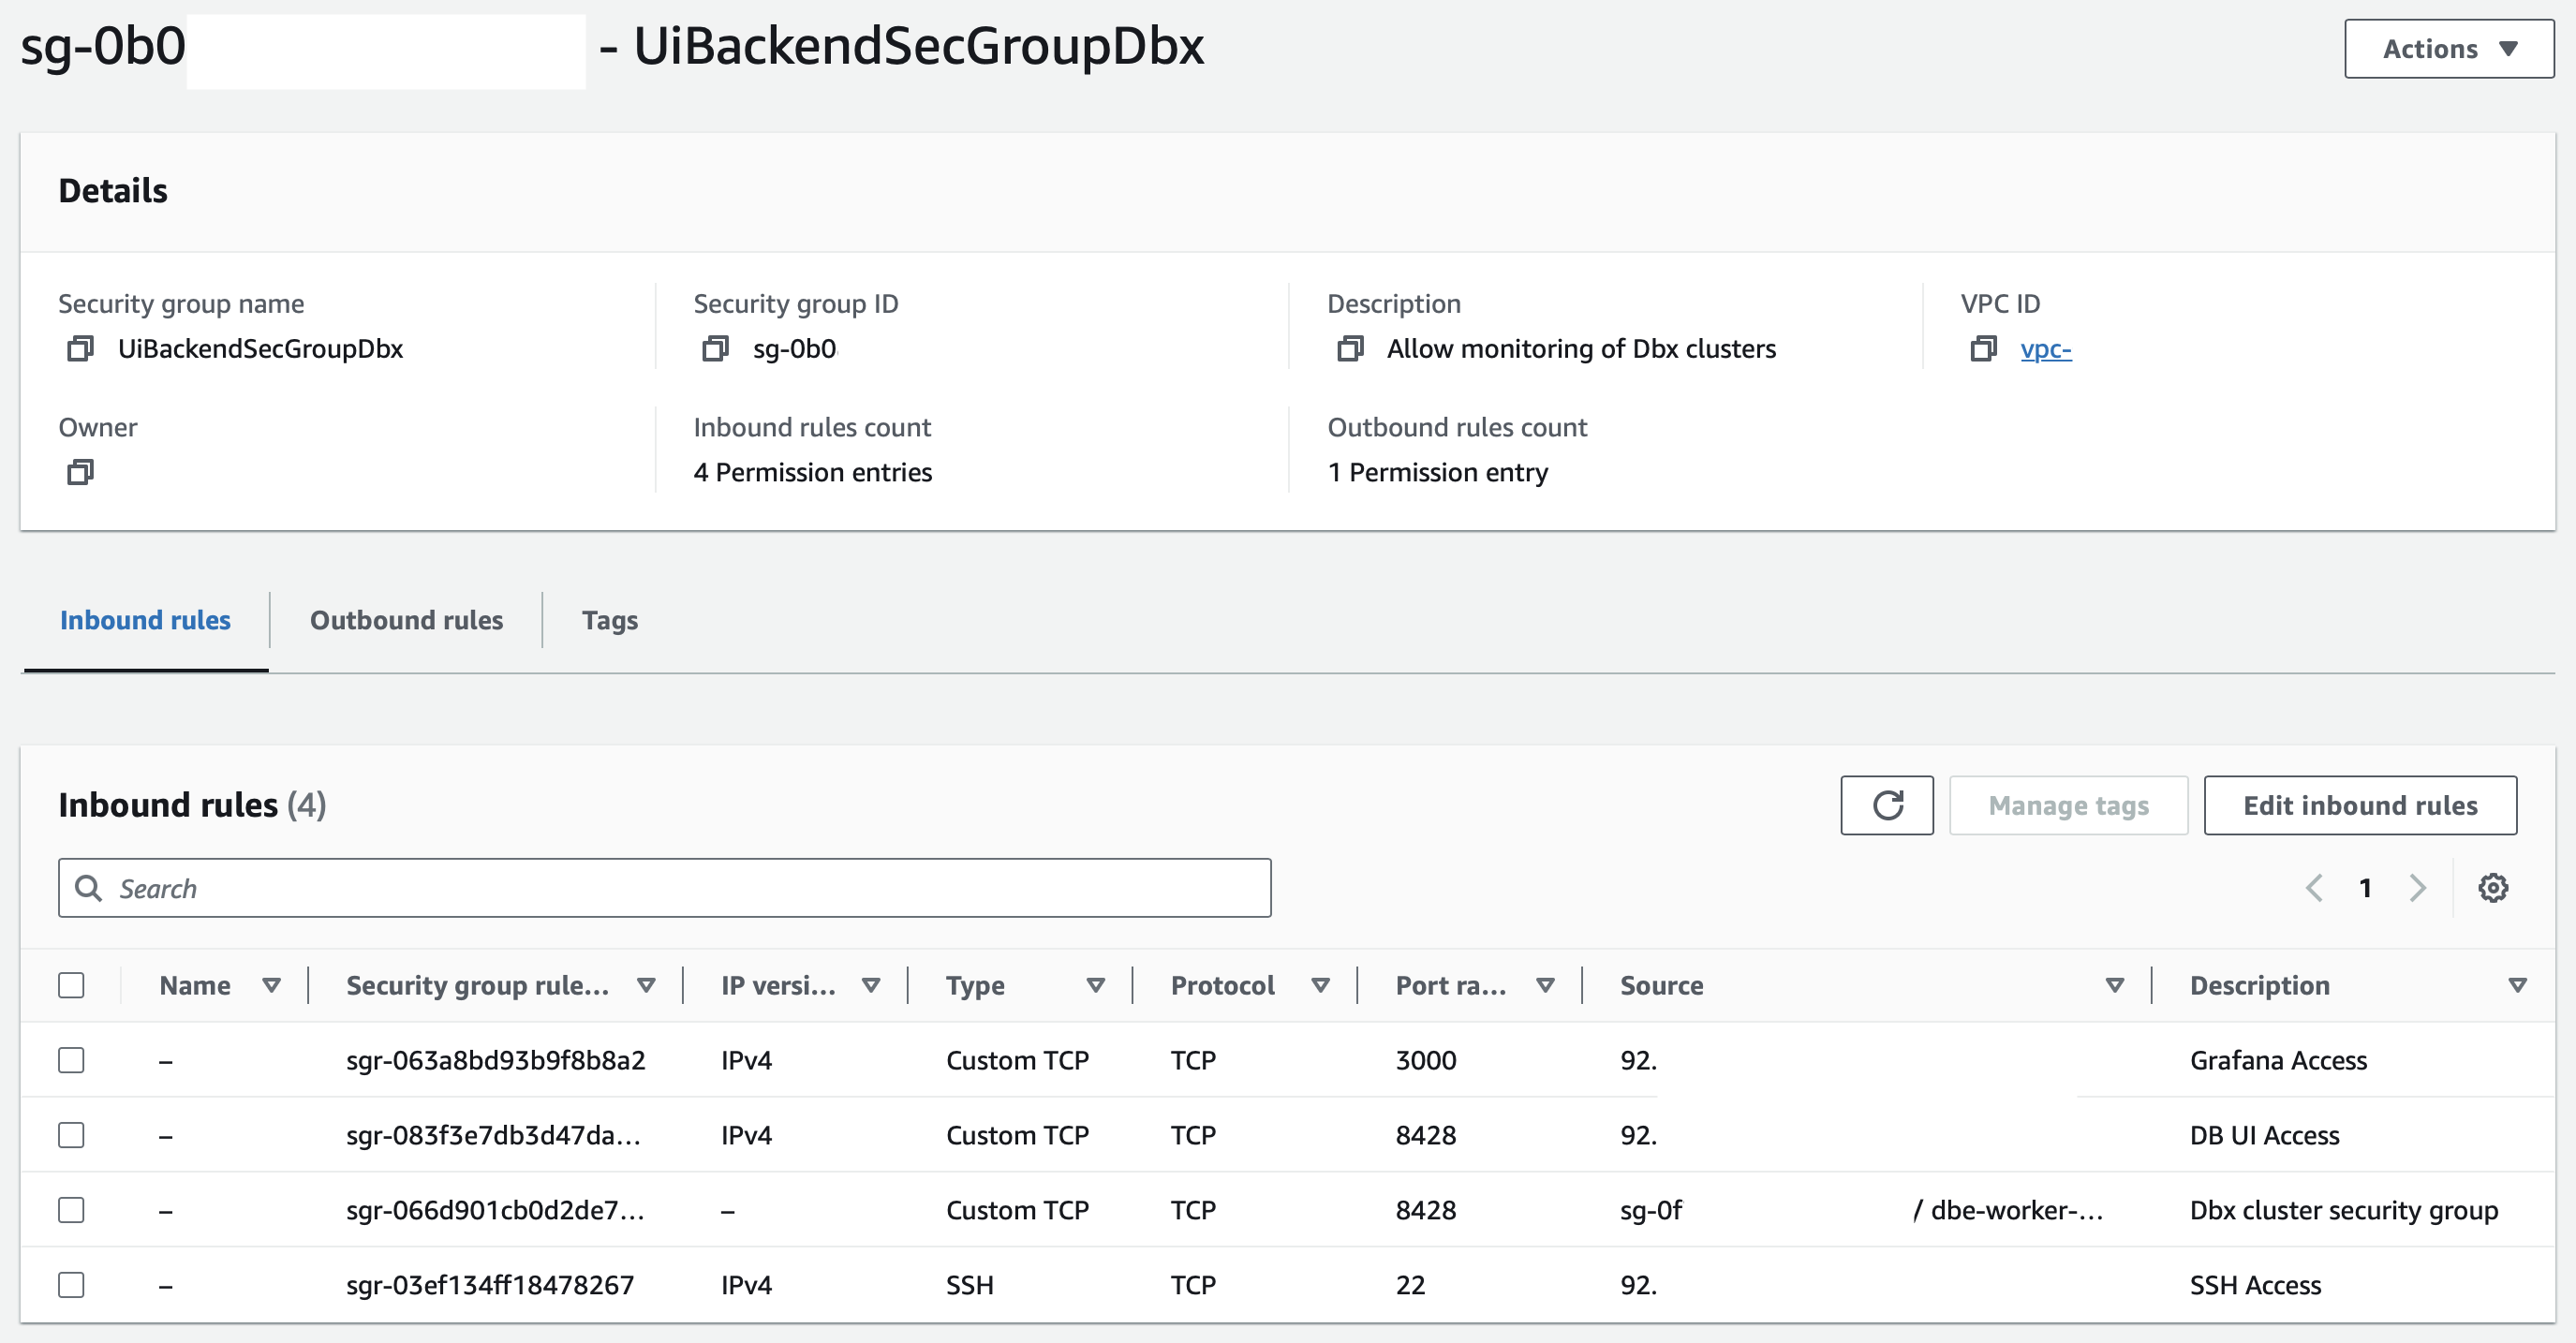 sg-0b0 - UiBackendSecGroupDbx
Actions
Details
Security group name
Security group ID
Description
VPC ID
UiBackendSecGroupDbx
sg-0b0
Allow monitoring of Dbx clusters
vpc-
Owner
Inbound rules count
Outbound rules count
4 Permission entries
1 Permission entry
Inbound rules
Outbound rules
Tags
Inbound rules (4)
Manage tags
Edit inbound rules
Search
1
Name
Security group rule...
IP versi...
Type
Protocol
Port ra...
Source
Description
– sgr-063a8bd93b9f8b8a2 IPv4 Custom TCP TCP 3000 92. Grafana Access
– sgr-083f3e7db3d47da... IPv4 Custom TCP TCP 8428 92. DB UI Access
– sgr-066d901cb0d2de7... – Custom TCP TCP 8428 sg-0f / dbe-worker-... Dbx cluster security group
– sgr-03ef134ff18478267 IPv4 SSH TCP 22 92. SSH Access